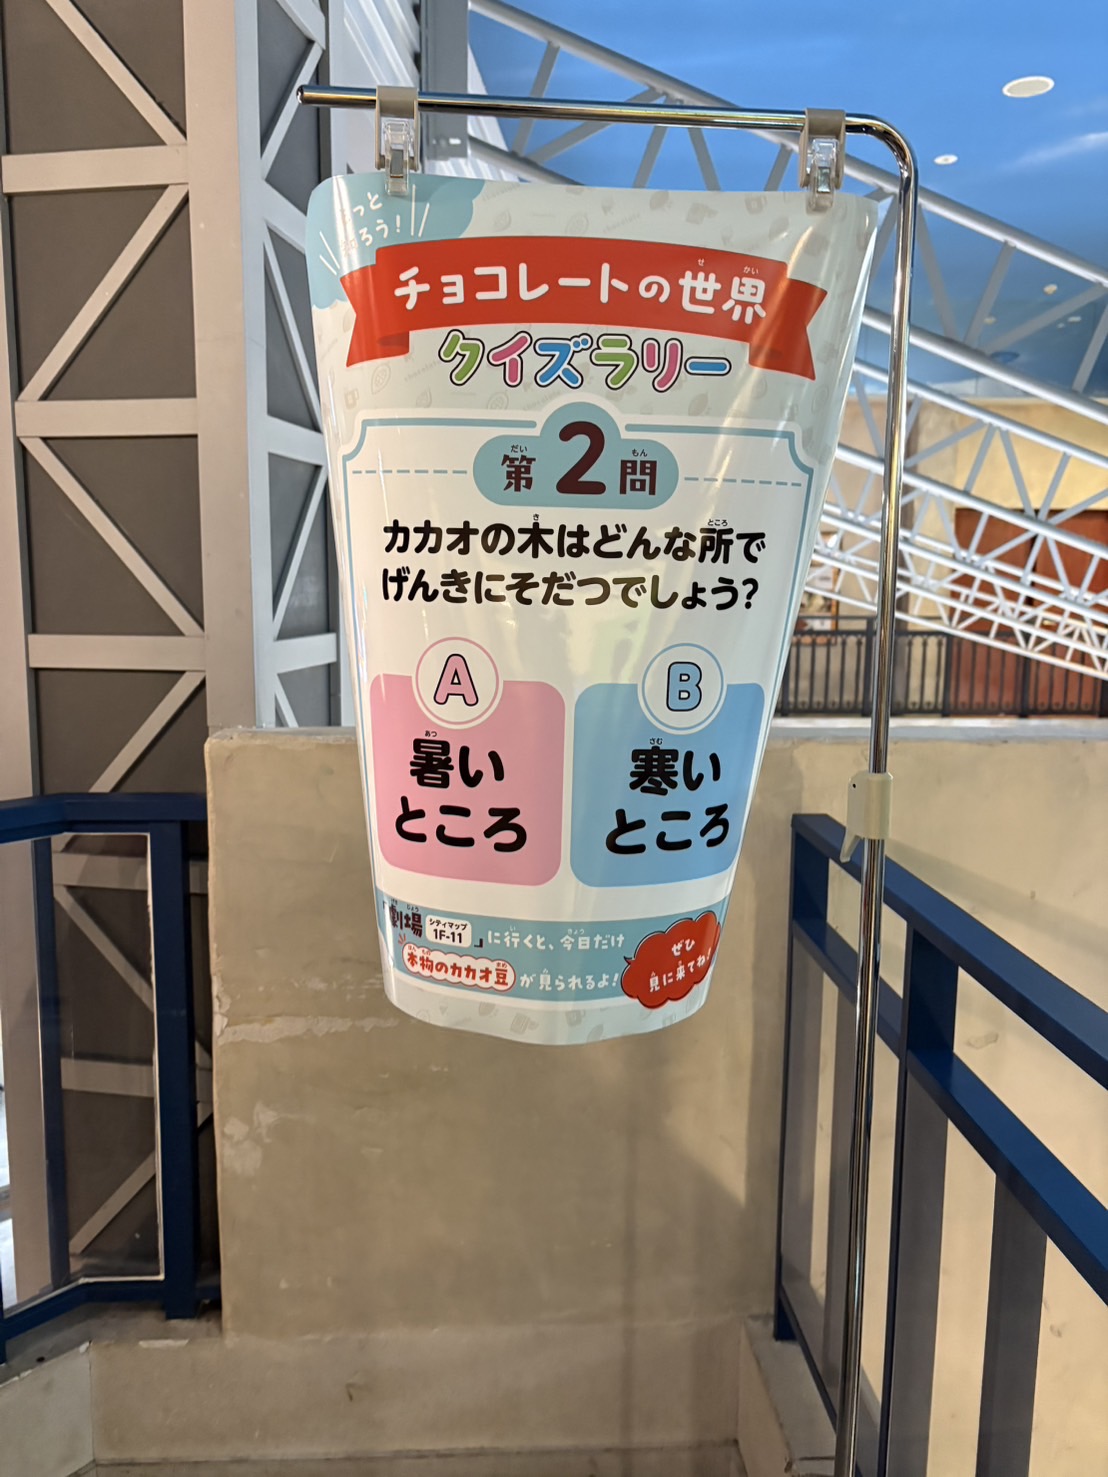 もっと
しろう!
チョコレートの世界
クイズラリー
第2問
カカオの木はどんな所で
げんきにそだつでしょう?
A
暑い
ところ
B
寒い
ところ
「劇場 シティマップ 1F-11」に行くと、今日だけ
本物のカカオ豆が見られるよ!
ぜひ
見に来てね!